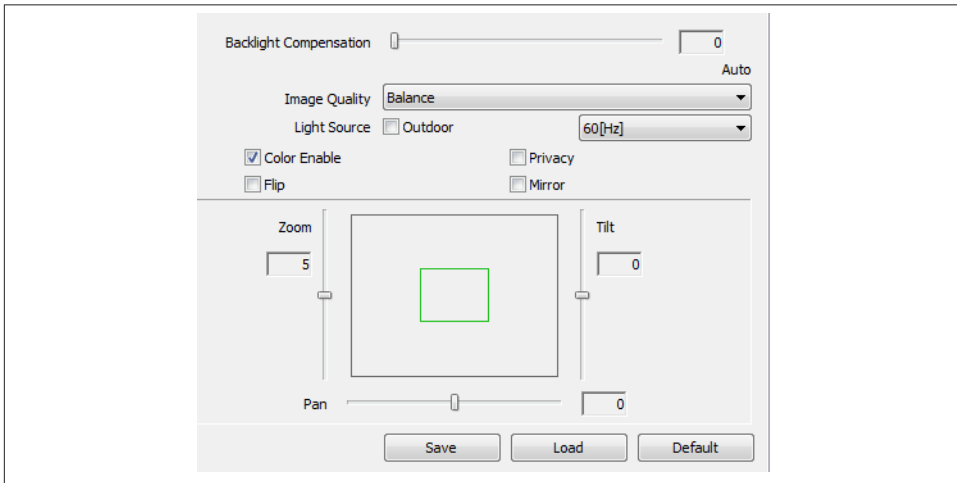 Backlight Compensation 0
Auto
Image Quality Balance
Light Source Outdoor 60[Hz]
Color Enable Privacy
Flip Mirror
Zoom Tilt
5 0
Pan 0
Save Load Default